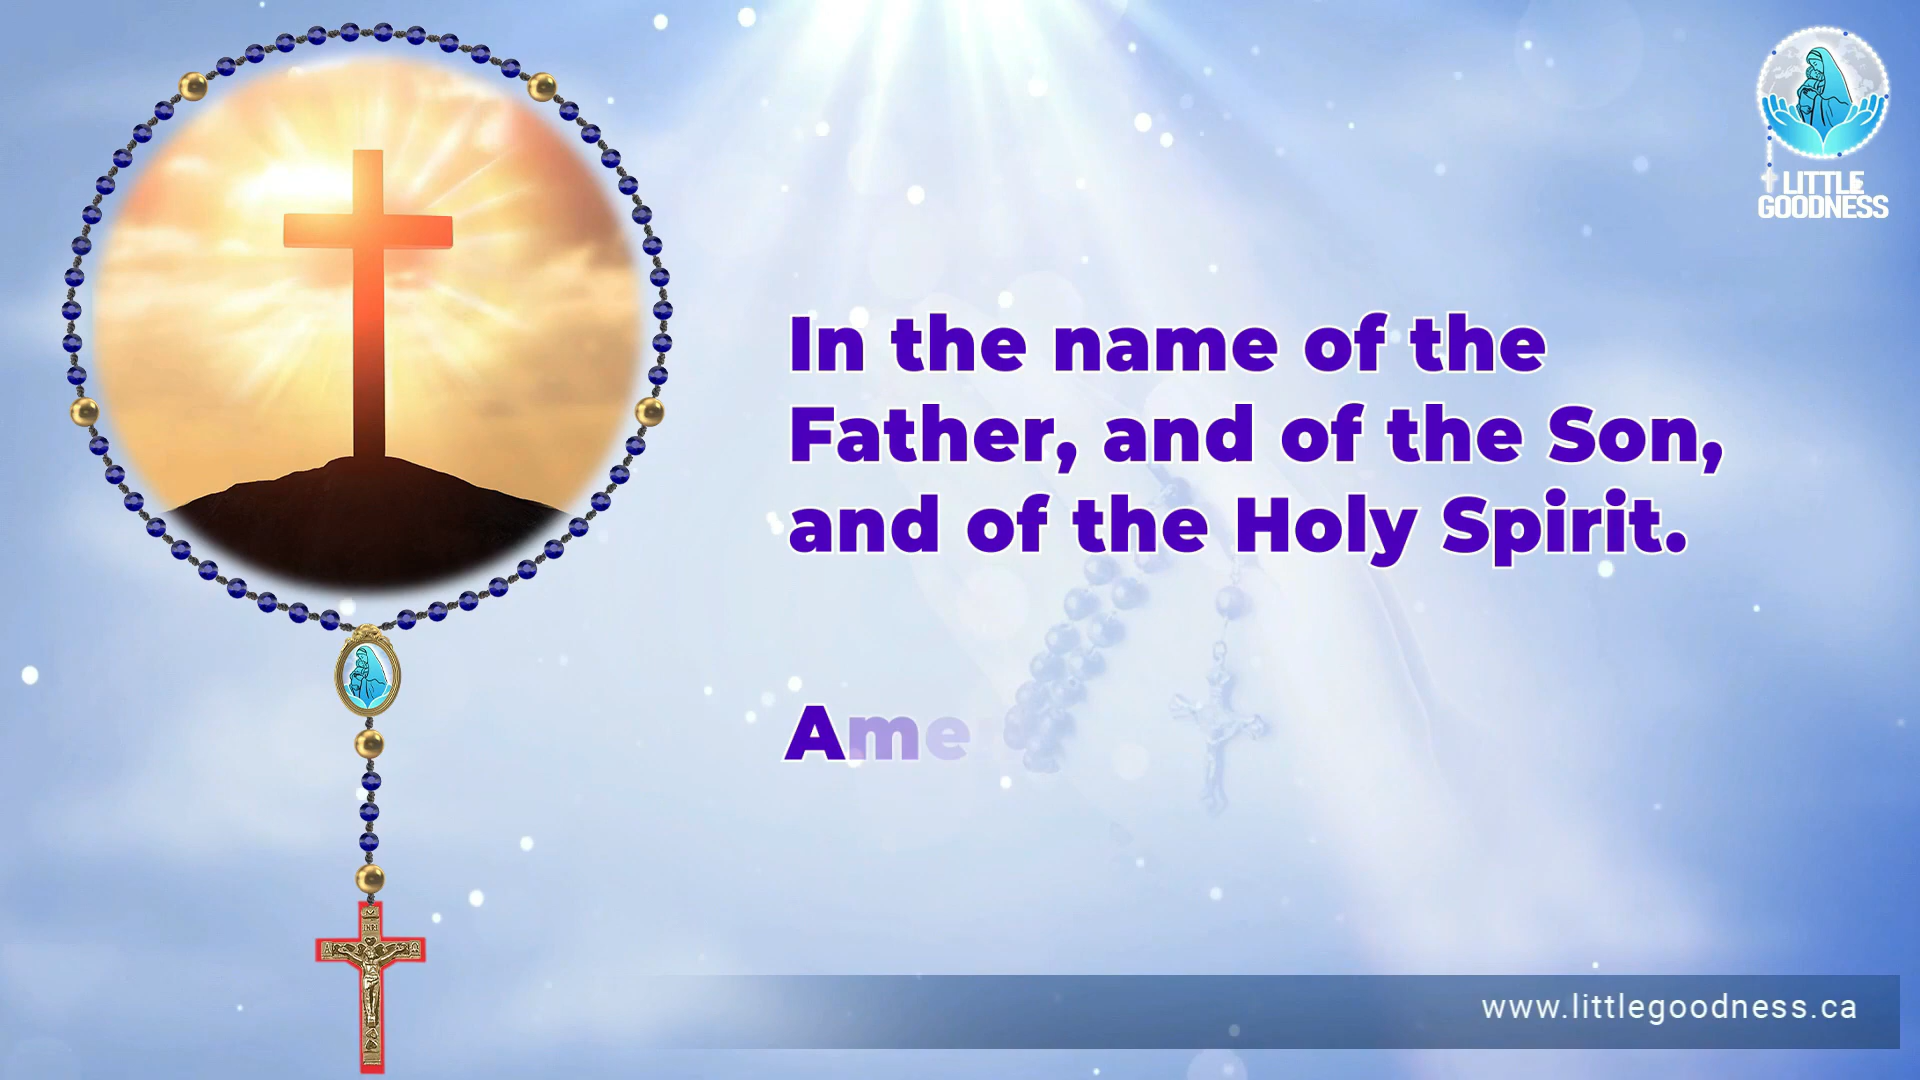 LITTLE
GOODNESS
In the name of the
Father, and of the Son,
and of the Holy Spirit.
Ame
INRI
www.littlegoodness.ca